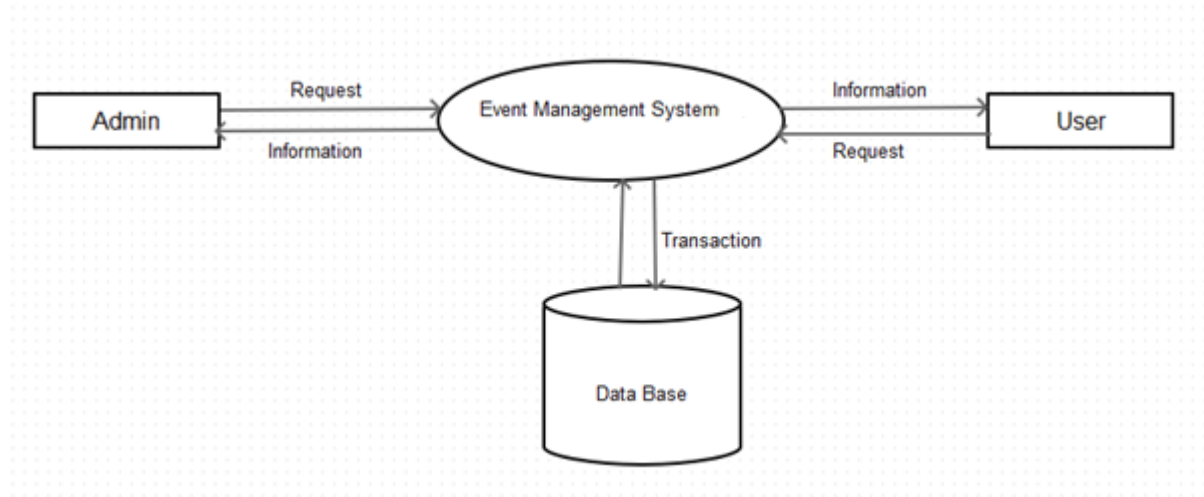 Request
Information
Event Management System
Admin
User
Information
Request
Transaction
Data Base